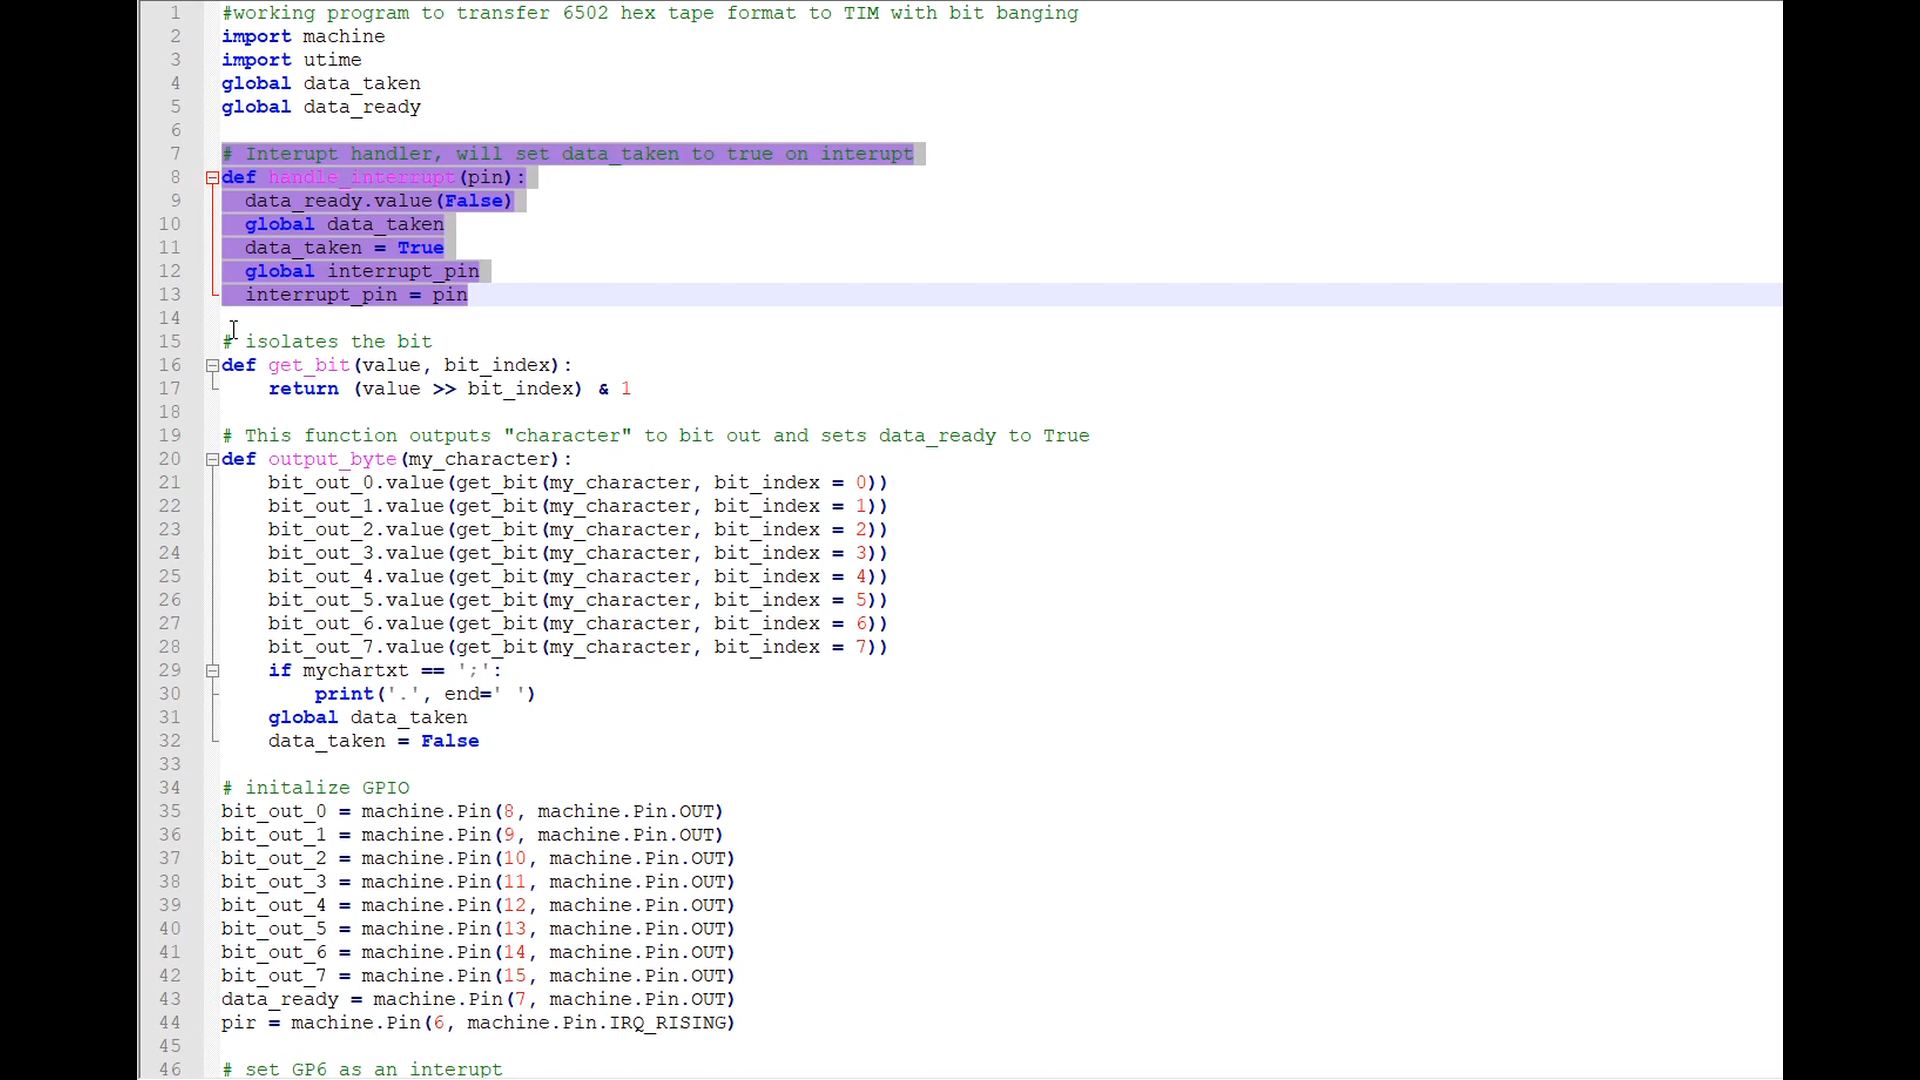 1 #working program to transfer 6502 hex tape format to TIM with bit banging
2 import machine
3 import utime
4 global data_taken
5 global data_ready
6
7 # Interupt handler, will set data_taken to true on interupt
8 def handle_interrupt(pin):
9   data_ready.value(False)
10   global data_taken
11   data_taken = True
12   global interrupt_pin
13   interrupt_pin = pin
14
15 # isolates the bit
16 def get_bit(value, bit_index):
17     return (value >> bit_index) & 1
18
19 # This function outputs "character" to bit out and sets data_ready to True
20 def output_byte(my_character):
21     bit_out_0.value(get_bit(my_character, bit_index = 0))
22     bit_out_1.value(get_bit(my_character, bit_index = 1))
23     bit_out_2.value(get_bit(my_character, bit_index = 2))
24     bit_out_3.value(get_bit(my_character, bit_index = 3))
25     bit_out_4.value(get_bit(my_character, bit_index = 4))
26     bit_out_5.value(get_bit(my_character, bit_index = 5))
27     bit_out_6.value(get_bit(my_character, bit_index = 6))
28     bit_out_7.value(get_bit(my_character, bit_index = 7))
29     if mychartxt == ';':
30         print('.', end=' ')
31     global data_taken
32     data_taken = False
33
34 # initalize GPIO
35 bit_out_0 = machine.Pin(8, machine.Pin.OUT)
36 bit_out_1 = machine.Pin(9, machine.Pin.OUT)
37 bit_out_2 = machine.Pin(10, machine.Pin.OUT)
38 bit_out_3 = machine.Pin(11, machine.Pin.OUT)
39 bit_out_4 = machine.Pin(12, machine.Pin.OUT)
40 bit_out_5 = machine.Pin(13, machine.Pin.OUT)
41 bit_out_6 = machine.Pin(14, machine.Pin.OUT)
42 bit_out_7 = machine.Pin(15, machine.Pin.OUT)
43 data_ready = machine.Pin(7, machine.Pin.OUT)
44 pir = machine.Pin(6, machine.Pin.IRQ_RISING)
45
46 # set GP6 as an interupt